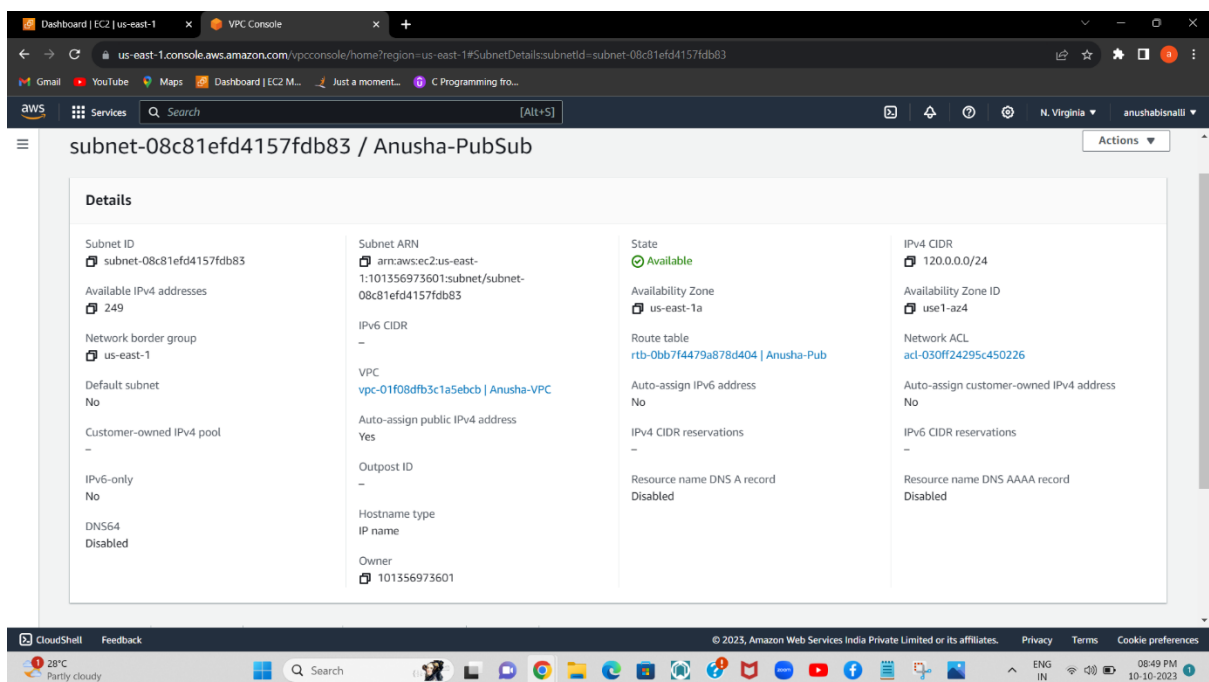 Dashboard | EC2 | us-east-1
VPC Console
us-east-1.console.aws.amazon.com/vpcconsole/home?region=us-east-1#SubnetDetails:subnetId=subnet-08c81efd4157fdb83
a
Gmail
YouTube
Maps
Dashboard | EC2 M...
Just a moment...
C Programming fro...
aws
Services
Search
[Alt+S]
N. Virginia
anushabisnalli
subnet-08c81efd4157fdb83 / Anusha-PubSub
Actions
Details
Subnet ID
subnet-08c81efd4157fdb83
Available IPv4 addresses
249
Network border group
us-east-1
Default subnet
No
Customer-owned IPv4 pool
–
IPv6-only
No
DNS64
Disabled
Subnet ARN
arn:aws:ec2:us-east-
1:101356973601:subnet/subnet-
08c81efd4157fdb83
IPv6 CIDR
–
VPC
vpc-01f08dfb3c1a5ebcb | Anusha-VPC
Auto-assign public IPv4 address
Yes
Outpost ID
–
Hostname type
IP name
Owner
101356973601
State
Available
Availability Zone
us-east-1a
Route table
rtb-0bb7f4479a878d404 | Anusha-Pub
Auto-assign IPv6 address
No
IPv4 CIDR reservations
–
Resource name DNS A record
Disabled
IPv4 CIDR
120.0.0.0/24
Availability Zone ID
use1-az4
Network ACL
acl-030ff24295c450226
Auto-assign customer-owned IPv4 address
No
IPv6 CIDR reservations
–
Resource name DNS AAAA record
Disabled
CloudShell
Feedback
© 2023, Amazon Web Services India Private Limited or its affiliates.
Privacy
Terms
Cookie preferences
1
28°C
Partly cloudy
Search
zoom
ENG
IN
08:49 PM
10-10-2023
1